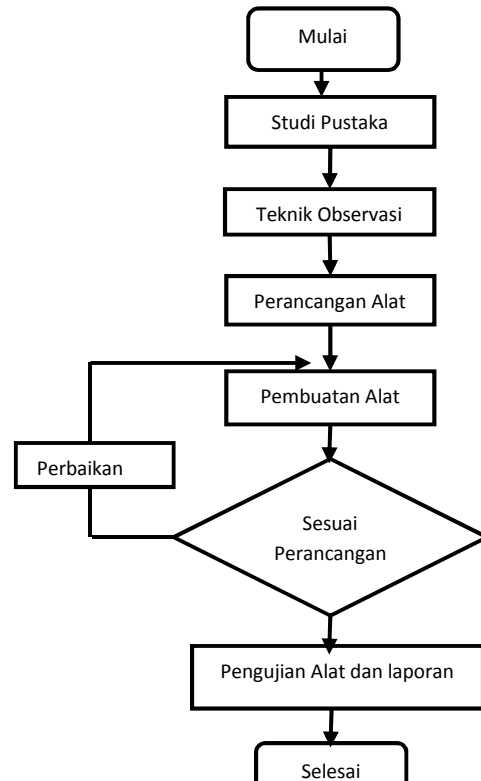 Mulai
Studi Pustaka
Teknik Observasi
Perancangan Alat
Pembuatan Alat
Perbaikan
Sesuai
Perancangan
Pengujian Alat dan laporan
Selesai